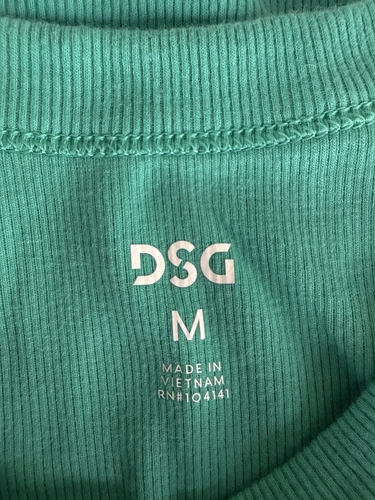 DSG
M
MADE IN
VIETNAM
RN#104141